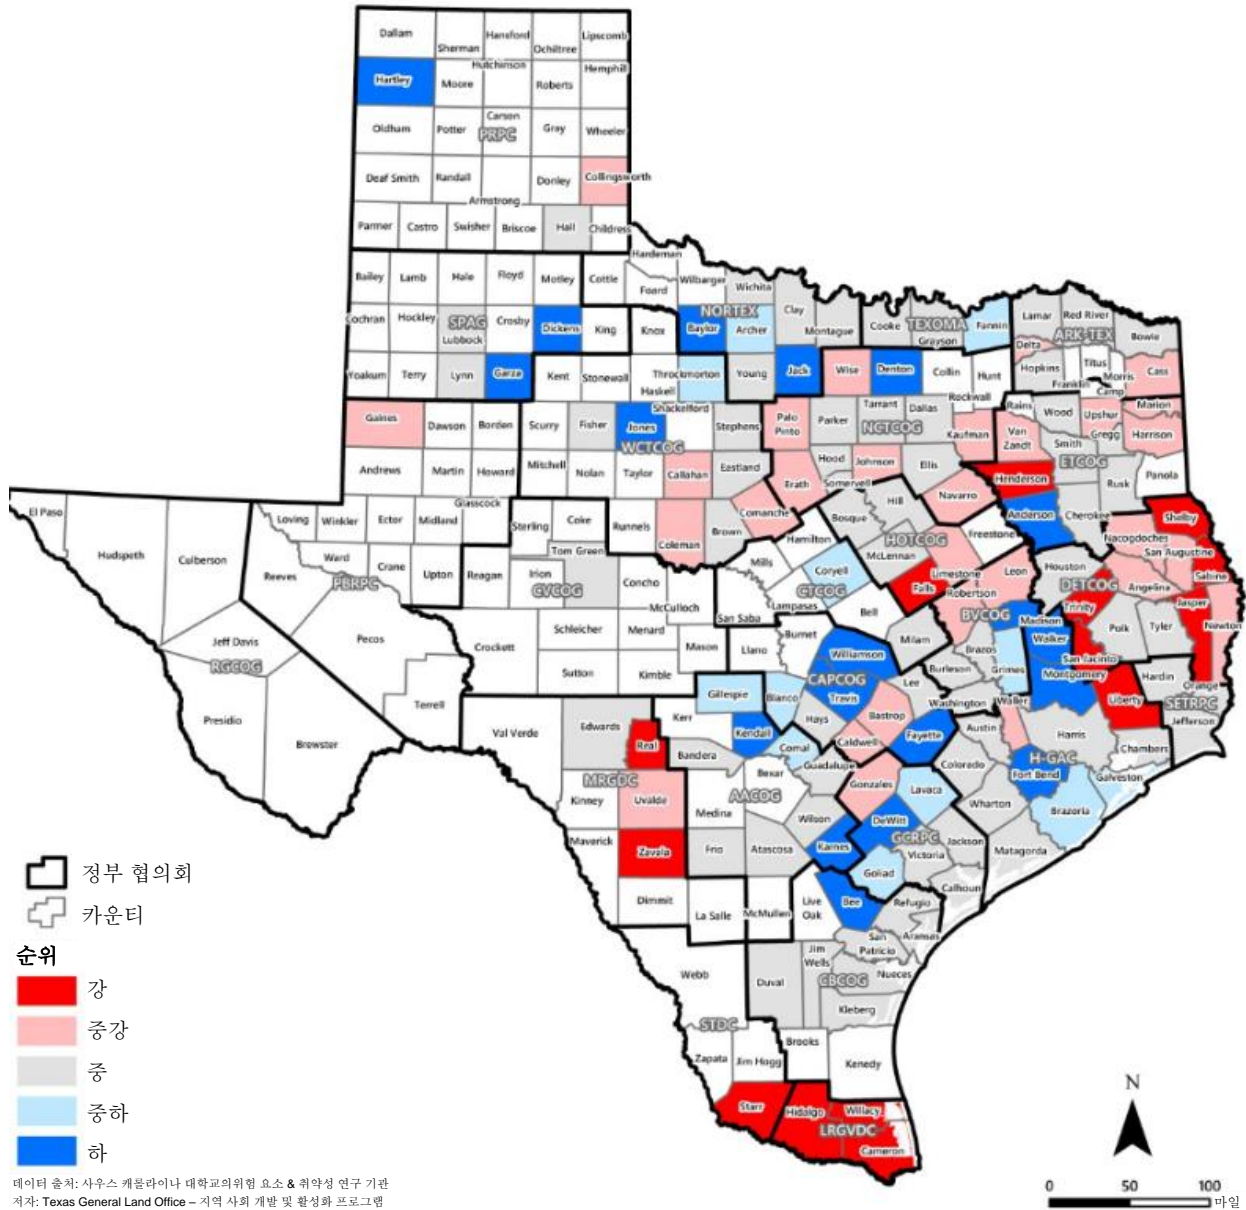 Dallam Sherman Hansford Ochiltree Lipscomb
Hartley Moore Hutchinson Roberts Hemphill
Oldham Potter Carson Gray Wheeler
PRPC
Deaf Smith Randall Armstrong Donley Collingsworth
Parmer Castro Swisher Briscoe Hall Childress
Hardeman
Bailey Lamb Hale Floyd Motley Cottle Foard Wilbarger Wichita
Cochran Hockley SPAG Lubbock Crosby Dickens King Knox Baylor NORTEX Archer Clay Montague Cooke TEXOMA Grayson Fannin Lamar Red River ARK-TEX Bowie
Delta
Yoakum Terry Lynn Garza Kent Stonewall Haskell Throckmorton Young Jack Wise Denton Collin Hunt Hopkins Franklin Titus Morris Camp Cass
Rockwall Rains
Gaines Dawson Borden Scurry Fisher Jones Shackelford Stephens Palo Pinto Parker Tarrant Dallas Kaufman Van Zandt Wood Upshur Marion
WCTCOG NCTCOG Smith Gregg Harrison
Andrews Martin Howard Mitchell Nolan Taylor Callahan Eastland Erath Hood Johnson Ellis Henderson ETCOG Rusk Panola
Somervell
El Paso Loving Winkler Ector Midland Glasscock Sterling Coke Runnels Coleman Brown Comanche Bosque Hill Navarro Anderson Cherokee Shelby
Hamilton HOTCOG Freestone Nacogdoches
Hudspeth Culberson Reeves Ward Crane Upton Reagan Irion Tom Green Concho Mills Coryell McLennan Limestone Leon Houston San Augustine
PBRPC CVCOG CTCOG Falls DETCOG Angelina Sabine
McCulloch San Saba Lampasas Bell Robertson Trinity Jasper
BVCOG Madison Newton
Jeff Davis Pecos Crockett Schleicher Menard Mason Llano Burnet Williamson Milam Brazos Walker Polk Tyler
RGCOG San Jacinto
Sutton Kimble CAPCOG Burleson Grimes Montgomery Hardin
Travis Lee Liberty Orange
Presidio Terrell Gillespie Blanco Hays Bastrop Washington Waller SETRPC
Brewster Val Verde Edwards Real Kerr Kendall Comal Caldwell Fayette Austin Harris Jefferson
Bandera Guadalupe Colorado H-GAC Chambers
MRGDC Bexar Gonzales Fort Bend Galveston
Kinney Uvalde Medina AACOG Wilson Lavaca Wharton Brazoria
Maverick Zavala Frio Atascosa Karnes DeWitt GCRPC Jackson Matagorda
Victoria
Goliad Calhoun
Dimmit La Salle McMullen Live Oak Bee Refugio
San Patricio Aransas
Webb Duval Jim Wells CBCOG Nueces
Kleberg
STDC
Zapata Jim Hogg Brooks Kenedy
Starr Hidalgo Willacy
LRGVDC
Cameron
정부 협의회
카운티
순위
강
중강
중
중하
하
데이터 출처: 사우스 캐롤라이나 대학교의위험 요소 & 취약성 연구 기관
저자: Texas General Land Office – 지역 사회 개발 및 활성화 프로그램
N
0 50 100
마일